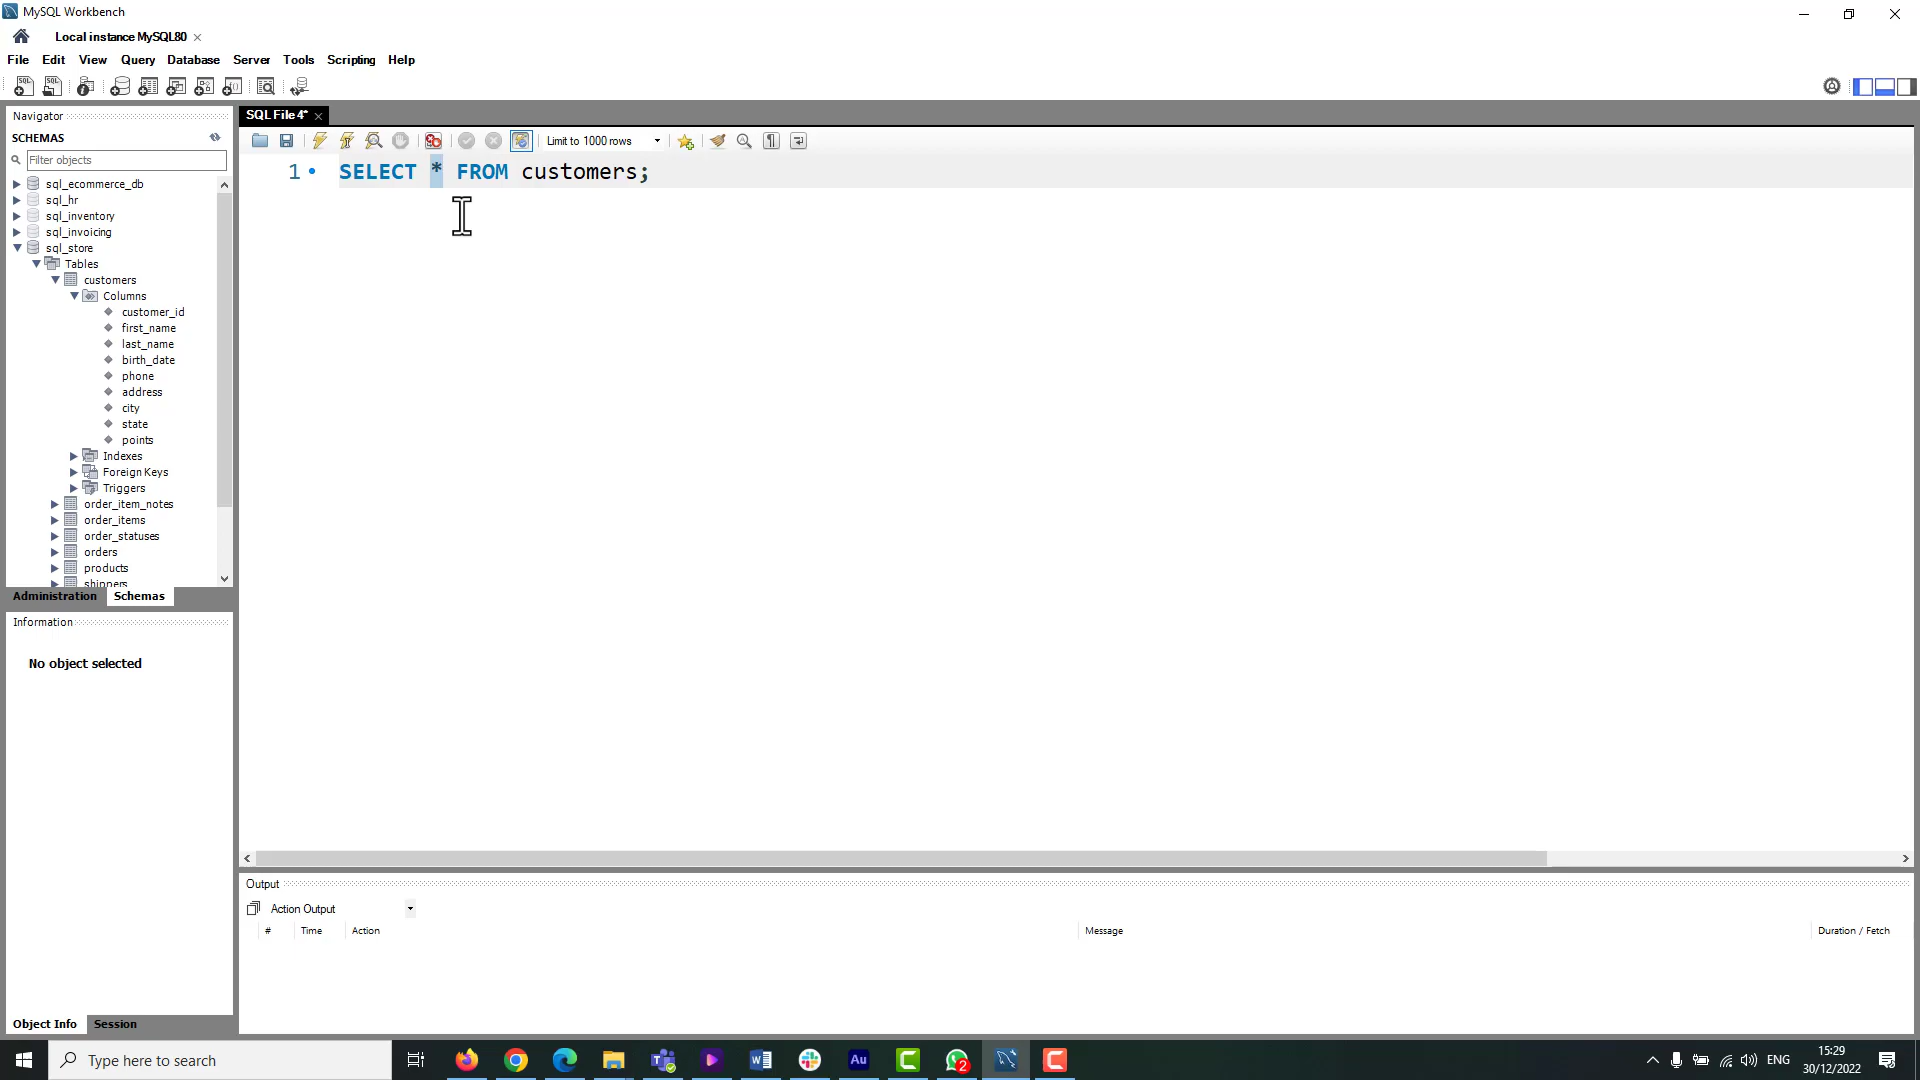 MySQL Workbench
Local instance MySQL80
File Edit View Query Database Server Tools Scripting Help
Navigator
SCHEMAS
Filter objects
sql_ecommerce_db
sql_hr
sql_inventory
sql_invoicing
sql_store
Tables
customers
Columns
customer_id
first_name
last_name
birth_date
phone
address
city
state
points
Indexes
Foreign Keys
Triggers
order_item_notes
order_items
order_statuses
orders
products
shippers
Administration Schemas
Information
No object selected
Object Info Session
SQL File 4*
Limit to 1000 rows
1 SELECT * FROM customers;
Output
Action Output
# Time Action Message Duration / Fetch
Type here to search
2
ENG
15:29
30/12/2022